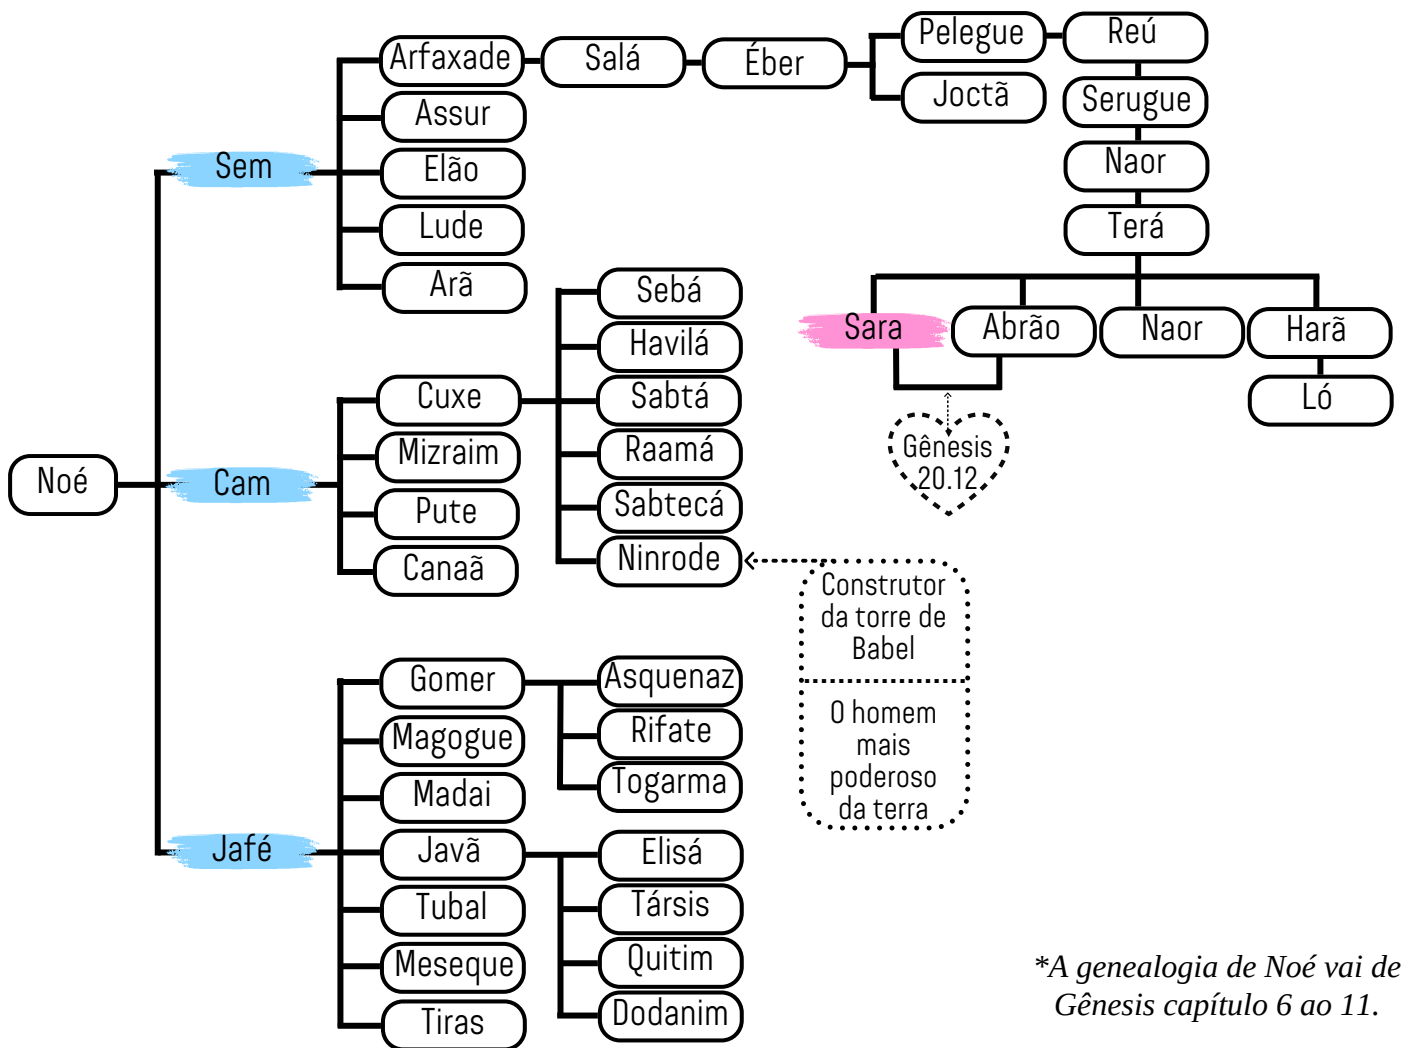 Noé
Sem
Arfaxade
Salá
Éber
Pelegue
Joctã
Reú
Serugue
Naor
Terá
Sara
Abrão
Naor
Harã
Ló
Gênesis
20.12
Assur
Elão
Lude
Arã
Cam
Cuxe
Sebá
Havilá
Sabtá
Raamá
Sabtecá
Ninrode
Construtor
da torre de
Babel
O homem
mais
poderoso
da terra
Mizraim
Pute
Canaã
Jafé
Gomer
Asquenaz
Rifate
Togarma
Magogue
Madai
Javã
Elisá
Társis
Quitim
Dodanim
Tubal
Meseque
Tiras
*A genealogia de Noé vai de
Gênesis capítulo 6 ao 11.